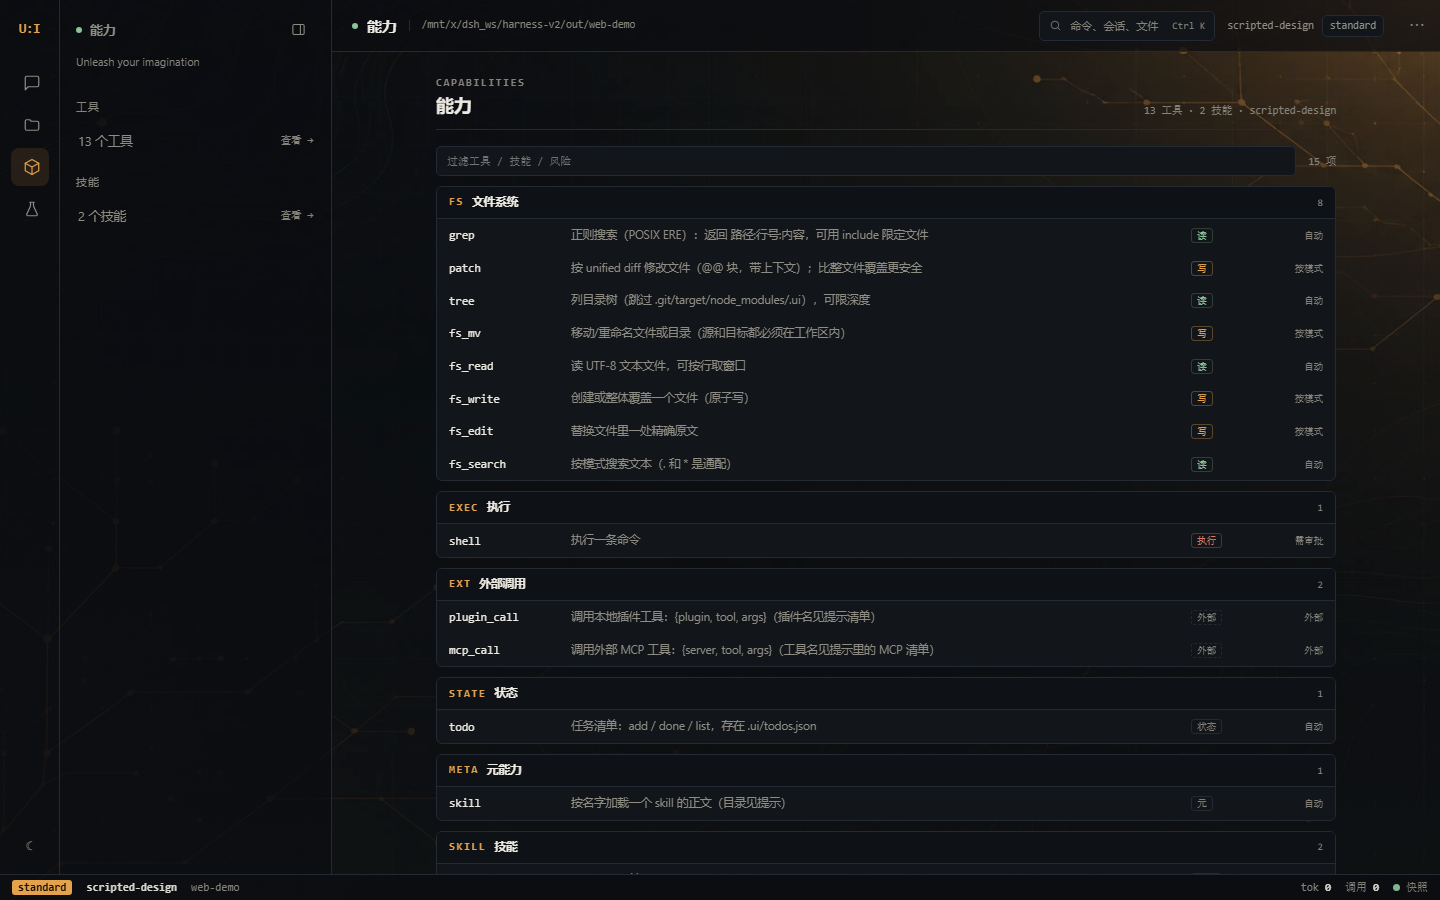 U:I
能力
Unleash your imagination
工具
13 个工具 查看 →
技能
2 个技能 查看 →
能力 /mnt/x/dsh_ws/harness-v2/out/web-demo 命令、会话、文件 Ctrl K scripted-design standard ···
CAPABILITIES
能力
13 工具 · 2 技能 · scripted-design
过滤工具 / 技能 / 风险 15 项
FS 文件系统 8
grep 正则搜索（POSIX ERE）：返回 路径:行号:内容，可用 include 限定文件 读 自动
patch 按 unified diff 修改文件（@@ 块，带上下文）；比整文件覆盖更安全 写 按模式
tree 列目录树（跳过 .git/target/node_modules/.ui），可限深度 读 自动
fs_mv 移动/重命名文件或目录（源和目标都必须在工作区内） 写 按模式
fs_read 读 UTF-8 文本文件，可按行取窗口 读 自动
fs_write 创建或整体覆盖一个文件（原子写） 写 按模式
fs_edit 替换文件里一处精确原文 写 按模式
fs_search 按模式搜索文本（. 和 * 是通配） 读 自动
EXEC 执行 1
shell 执行一条命令 执行 需审批
EXT 外部调用 2
plugin_call 调用本地插件工具：{plugin, tool, args}（插件名见提示清单） 外部 外部
mcp_call 调用外部 MCP 工具：{server, tool, args}（工具名见提示里的 MCP 清单） 外部 外部
STATE 状态 1
todo 任务清单：add / done / list，存在 .ui/todos.json 状态 自动
META 元能力 1
skill 按名字加载一个 skill 的正文（目录见提示） 元 自动
SKILL 技能 2
standard scripted-design web-demo tok 0 调用 0 快照